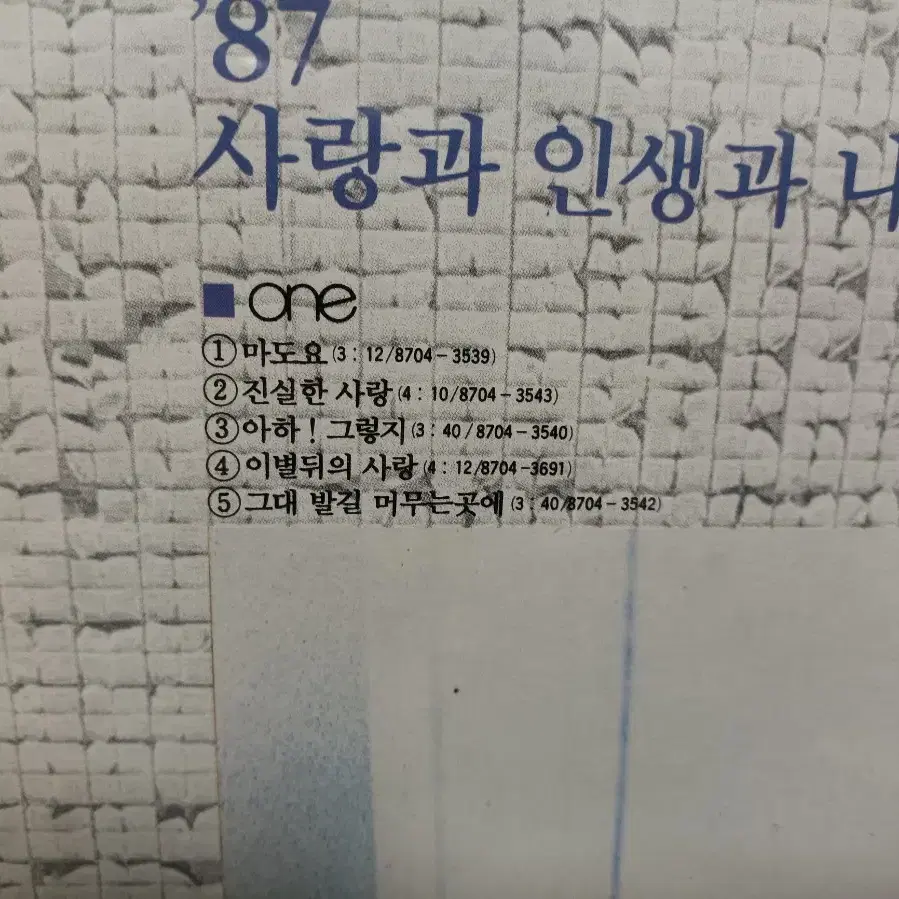 '87
사랑과 인생과 나
■ one
① 마도요 (3 : 12/8704－3539)
② 진실한 사랑 (4 : 10/8704－3543)
③ 아하! 그렇지 (3 : 40/8704－3540)
④ 이별뒤의 사랑 (4 : 12/8704－3691)
⑤ 그대 발길 머무는곳에 (3 : 40/8704－3542)